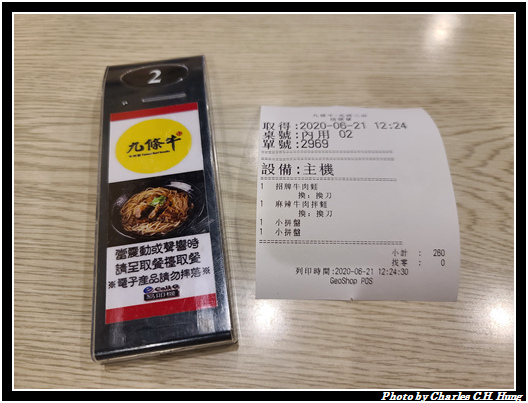 2
九條牛
當震動或聲響時
請至取餐檯取餐
※電子產品請勿摔落※
取得:2020-06-21 12:24
桌號:內用 02
單號:2969
設備:主機
1 招牌牛肉麵
換:換刀
1 麻辣牛肉拌麵
換:換刀
1 小拼盤
1 小拼盤
小計: 260
找零: 0
列印時間:2020-06-21 12:24:30
GeoShop POS
Photo by Charles C.H. Hung